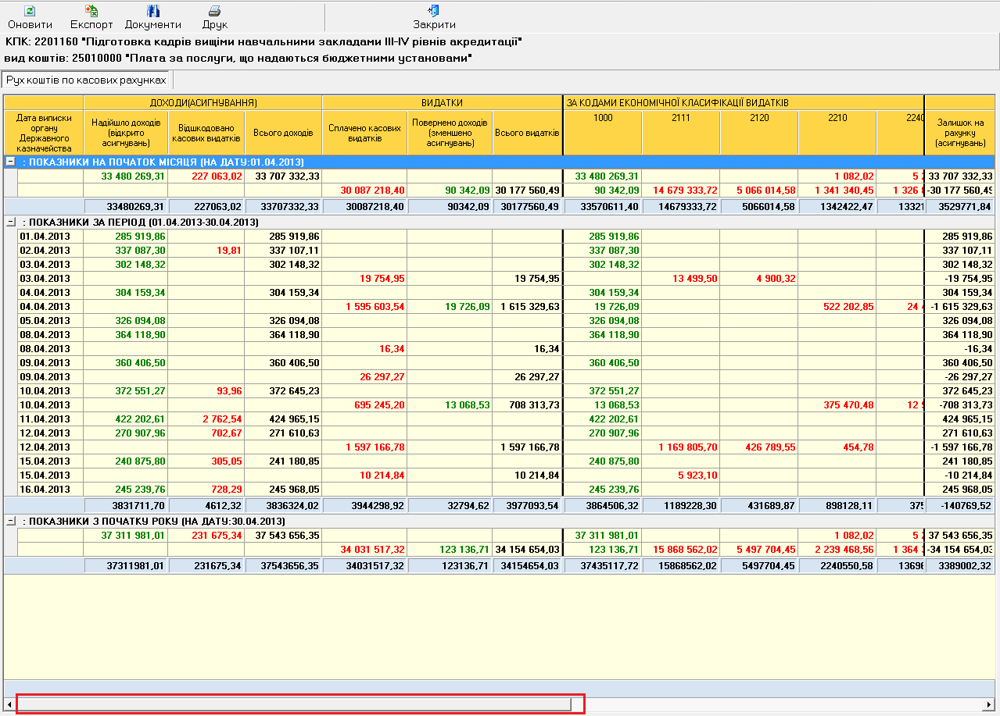 Оновити Експорт Документи Друк Закрити
КПК: 2201160 "Підготовка кадрів вищіми навчальними закладами III-IV рівнів акредитації"
вид коштів: 25010000 "Плата за послуги, що надаються бюджетними установами"
Рух коштів по касових рахунках
ДОХОДИ(АСИГНУВАННЯ) ВИДАТКИ ЗА КОДАМИ ЕКОНОМІЧНОЇ КЛАСИФІКАЦІЇ ВИДАТКІВ
Дата виписки органу Державного казначейства Надійшло доходів (відкрито асигнувань) Відшкодовано касових видатків Всього доходів Сплачено касових видатків Повернено доходів (зменшено асигнувань) Всього видатків 1000 2111 2120 2210 2240 Залишок на рахунку (асигнувань)
: ПОКАЗНИКИ НА ПОЧАТОК МІСЯЦЯ (НА ДАТУ:01.04.2013)
33 480 269,31 227 063,02 33 707 332,33 33 480 269,31 1 082,02 5 33 707 332,33
30 087 218,40 90 342,09 30 177 560,49 90 342,09 14 679 333,72 5 066 014,58 1 341 340,45 1 326 -30 177 560,49
33480269,31 227063,02 33707332,33 30087218,40 90342,09 30177560,49 33570611,40 14679333,72 5066014,58 1342422,47 13321 3529771,84
: ПОКАЗНИКИ ЗА ПЕРІОД (01.04.2013-30.04.2013)
01.04.2013 285 919,86 285 919,86 285 919,86 285 919,86
02.04.2013 337 087,30 19,81 337 107,11 337 087,30 337 107,11
03.04.2013 302 148,32 302 148,32 302 148,32 302 148,32
03.04.2013 19 754,95 19 754,95 13 499,50 4 900,32 -19 754,95
04.04.2013 304 159,34 304 159,34 304 159,34 304 159,34
04.04.2013 1 595 603,54 19 726,09 1 615 329,63 19 726,09 522 202,85 24 -1 615 329,63
05.04.2013 326 094,08 326 094,08 326 094,08 326 094,08
08.04.2013 364 118,90 364 118,90 364 118,90 364 118,90
08.04.2013 16,34 16,34 -16,34
09.04.2013 360 406,50 360 406,50 360 406,50 360 406,50
09.04.2013 26 297,27 26 297,27 -26 297,27
10.04.2013 372 551,27 93,96 372 645,23 372 551,27 372 645,23
10.04.2013 695 245,20 13 068,53 708 313,73 13 068,53 375 470,48 12 -708 313,73
11.04.2013 422 202,61 2 762,54 424 965,15 422 202,61 424 965,15
12.04.2013 270 907,96 702,67 271 610,63 270 907,96 271 610,63
12.04.2013 1 597 166,78 1 597 166,78 1 169 805,70 426 789,55 454,78 -1 597 166,78
15.04.2013 240 875,80 305,05 241 180,85 240 875,80 241 180,85
15.04.2013 10 214,84 10 214,84 5 923,10 -10 214,84
16.04.2013 245 239,76 728,29 245 968,05 245 239,76 245 968,05
3831711,70 4612,32 3836324,02 3944298,92 32794,62 3977093,54 3864506,32 1189228,30 431689,87 898128,11 375 -140769,52
: ПОКАЗНИКИ З ПОЧАТКУ РОКУ (НА ДАТУ:30.04.2013)
37 311 981,01 231 675,34 37 543 656,35 37 311 981,01 1 082,02 5 37 543 656,35
34 031 517,32 123 136,71 34 154 654,03 123 136,71 15 868 562,02 5 497 704,45 2 239 468,56 1 364 -34 154 654,03
37311981,01 231675,34 37543656,35 34031517,32 123136,71 34154654,03 37435117,72 15868562,02 5497704,45 2240550,58 13698 3389002,32